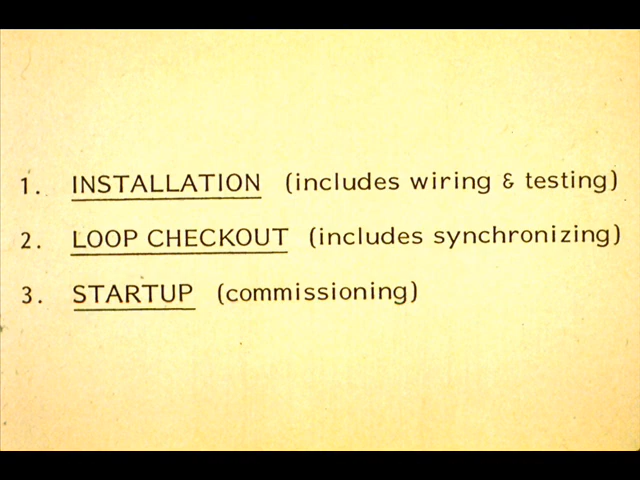 1. INSTALLATION (includes wiring & testing)
2. LOOP CHECKOUT (includes synchronizing)
3. STARTUP (commissioning)